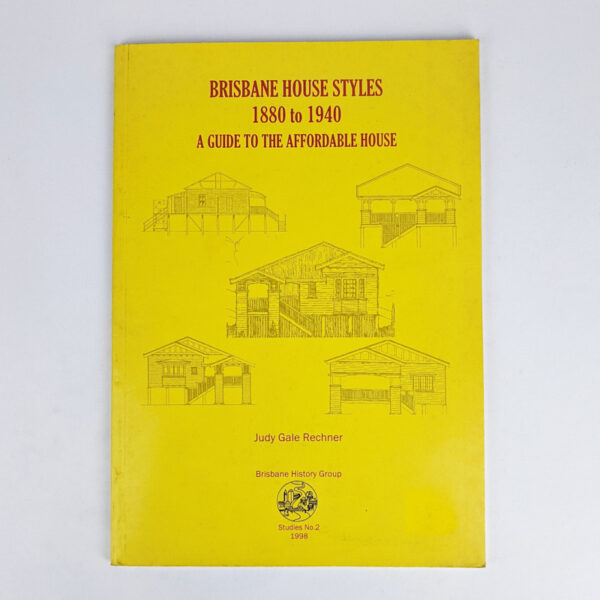 BRISBANE HOUSE STYLES
1880 to 1940
A GUIDE TO THE AFFORDABLE HOUSE
Judy Gale Rechner
Brisbane History Group
Studies No.2
1998